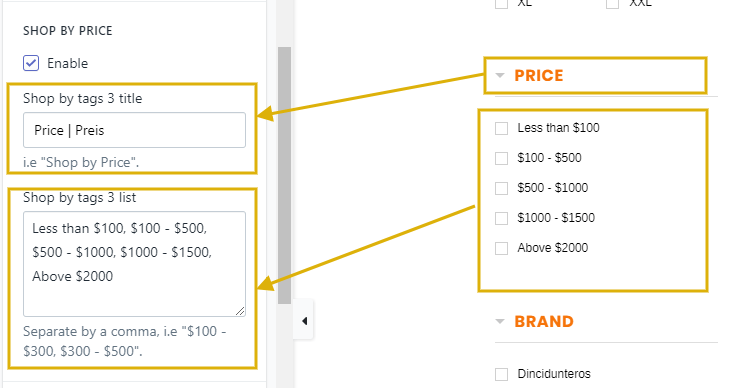 SHOP BY PRICE
Enable
Shop by tags 3 title
Price | Preis
i.e "Shop by Price".
Shop by tags 3 list
Less than $100, $100 - $500,
$500 - $1000, $1000 - $1500,
Above $2000
Separate by a comma, i.e "$100 -
$300, $300 - $500".
XL
XXL
PRICE
Less than $100
$100 - $500
$500 - $1000
$1000 - $1500
Above $2000
BRAND
Dincidunteros